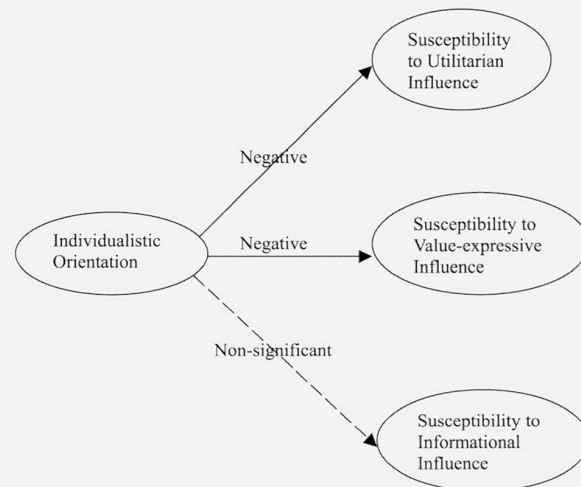 Susceptibility
to Utilitarian
Influence
Negative
Individualistic
Orientation
Negative
Susceptibility to
Value-expressive
Influence
Non-significant
Susceptibility to
Informational
Influence